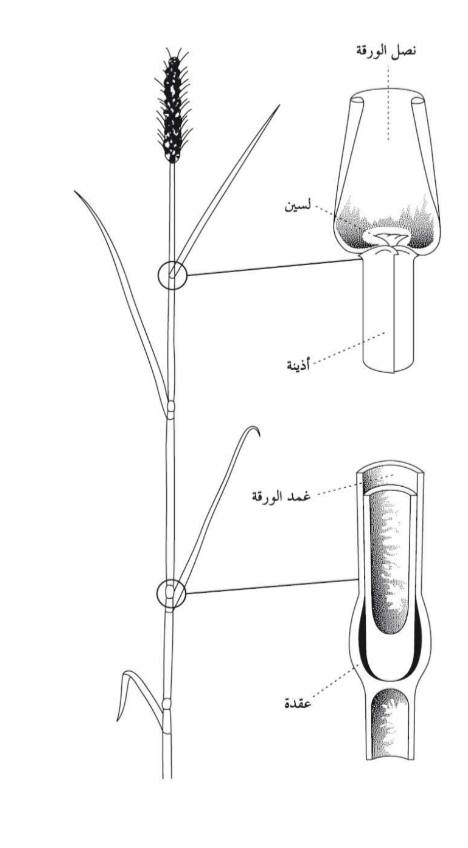 نصل الورقة
لسين
أذينة
غمد الورقة
عقدة